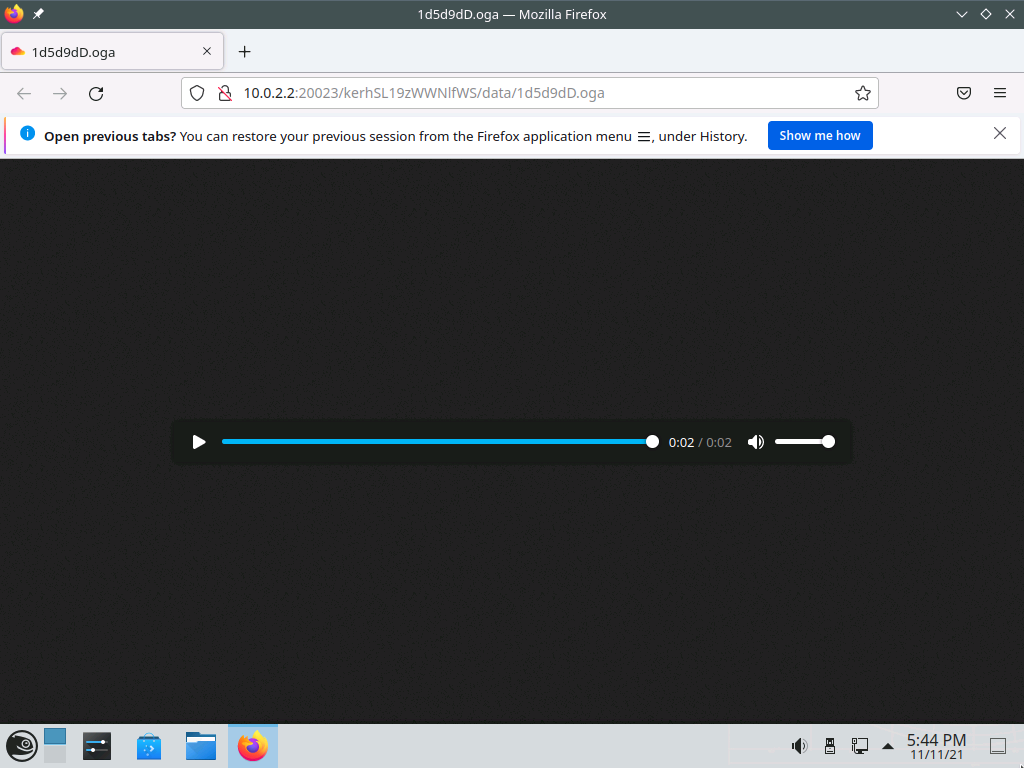 1d5d9dD.oga — Mozilla Firefox
1d5d9dD.oga
10.0.2.2:20023/kerhSL19zWWNlfWS/data/1d5d9dD.oga
Open previous tabs? You can restore your previous session from the Firefox application menu ☰, under History.
Show me how
0:02 / 0:02
5:44 PM
11/11/21